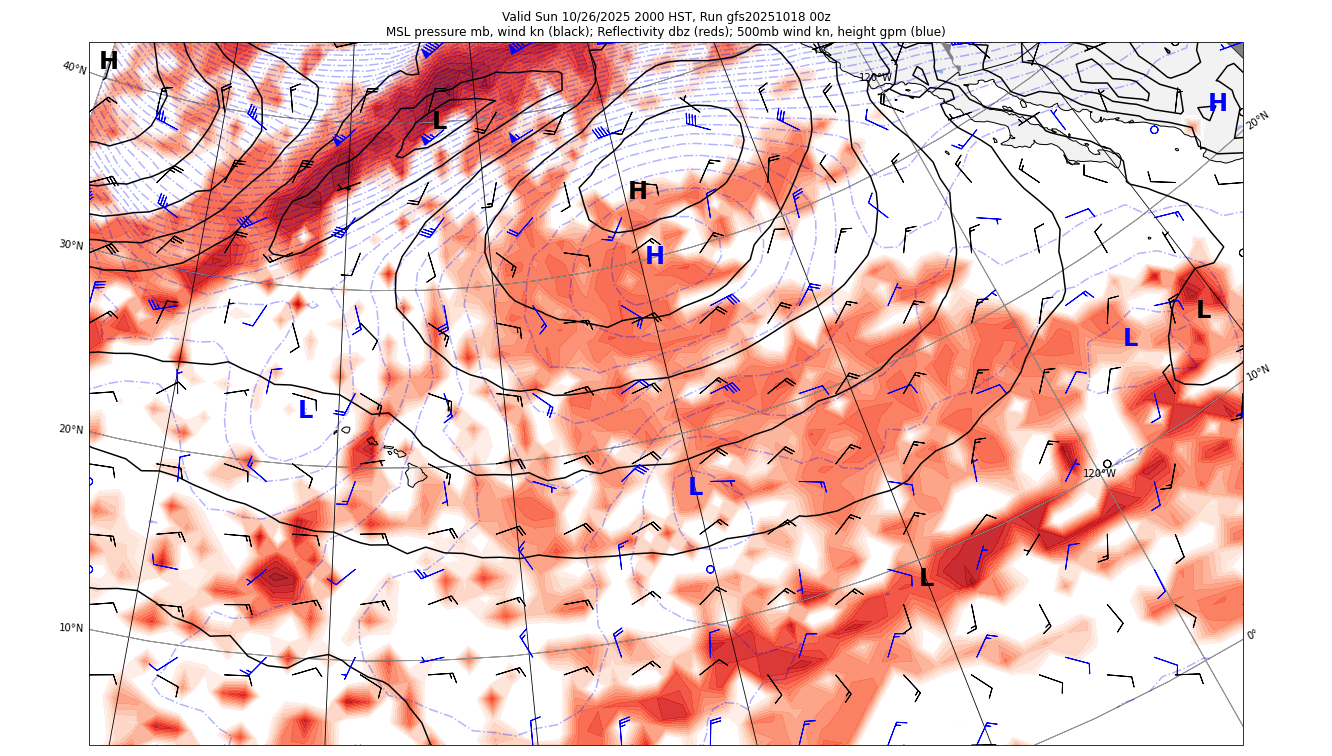 Valid Sun 10/26/2025 2000 HST, Run gfs20251018 00z
MSL pressure mb, wind kn (black); Reflectivity dbz (reds); 500mb wind kn, height gpm (blue)
H
40°N
120°W
H
20°N
L
H
30°N
H
L
L
10°N
L
20°N
120°W
L
L
10°N
0°